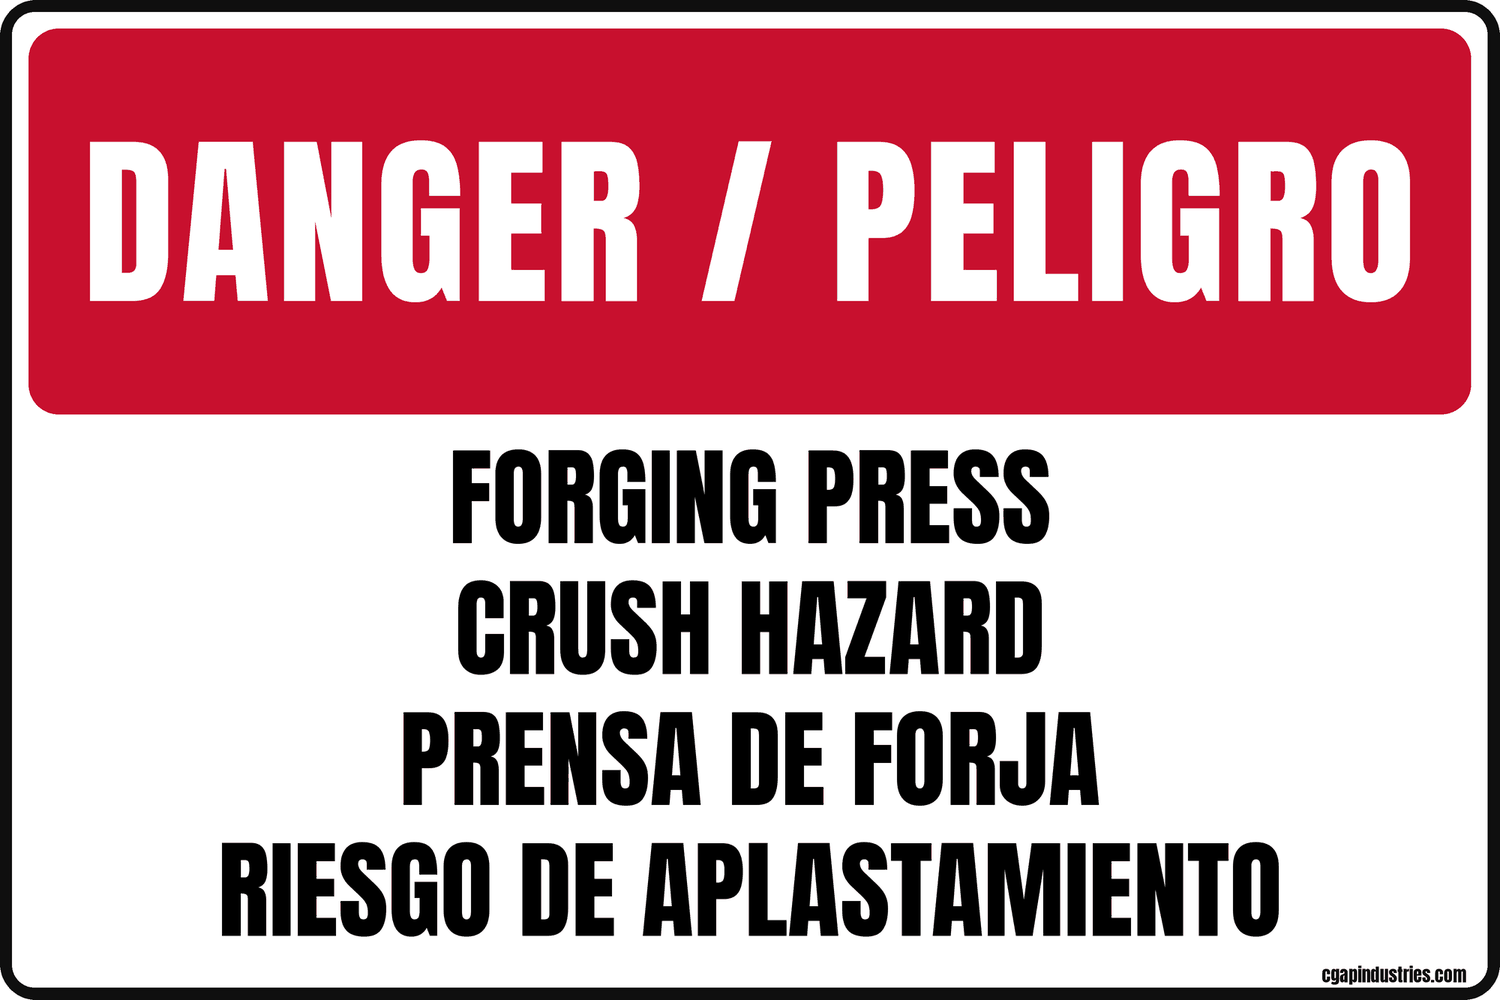 DANGER / PELIGRO
FORGING PRESS
CRUSH HAZARD
PRENSA DE FORJA
RIESGO DE APLASTAMIENTO
cgapindustries.com